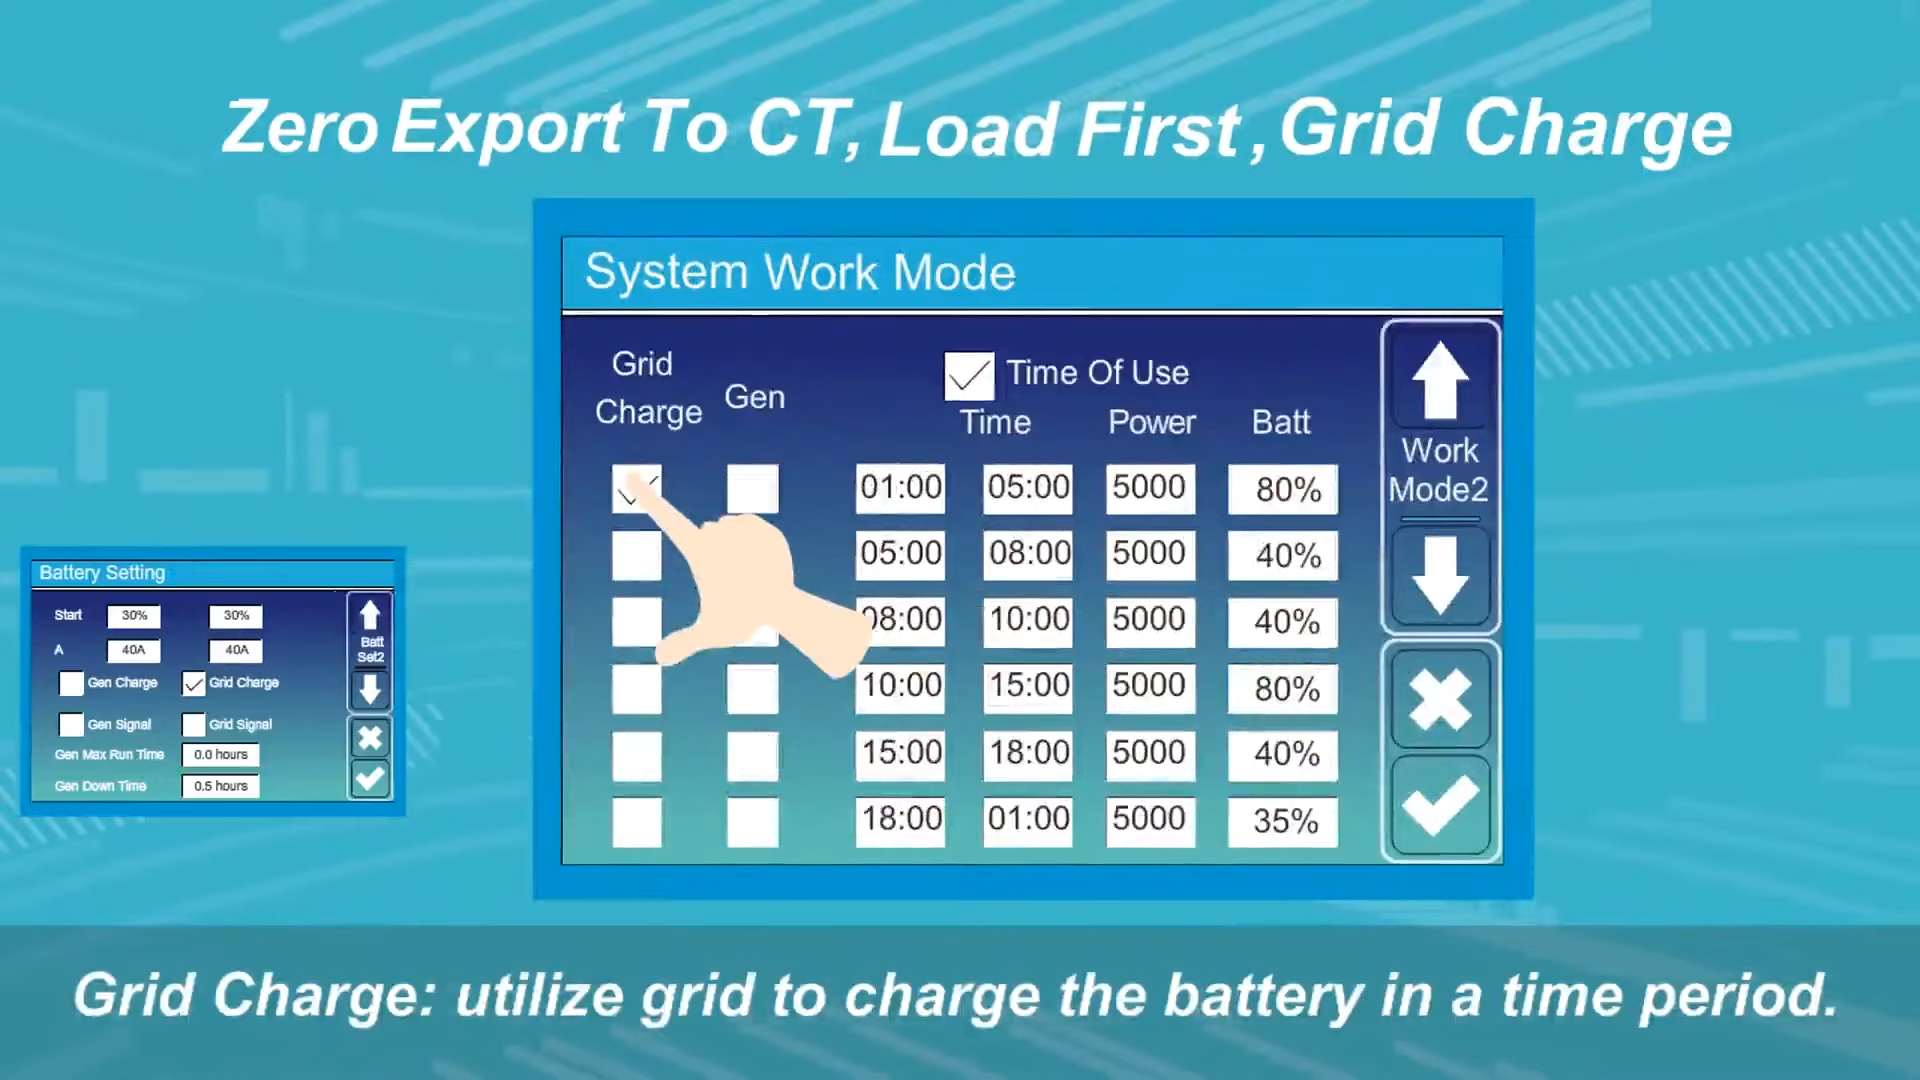 Zero Export To CT, Load First, Grid Charge
System Work Mode
Grid Charge
Gen
Time Of Use
Time
Power
Batt
01:00 05:00 5000 80%
05:00 08:00 5000 40%
08:00 10:00 5000 40%
10:00 15:00 5000 80%
15:00 18:00 5000 40%
18:00 01:00 5000 35%
Work
Mode2
Battery Setting
Start 30% 30%
A 40A 40A
Gen Charge Grid Charge
Gen Signal Grid Signal
Gen Max Run Time 0.0 hours
Gen Down Time 0.5 hours
Batt
Set2
Grid Charge: utilize grid to charge the battery in a time period.